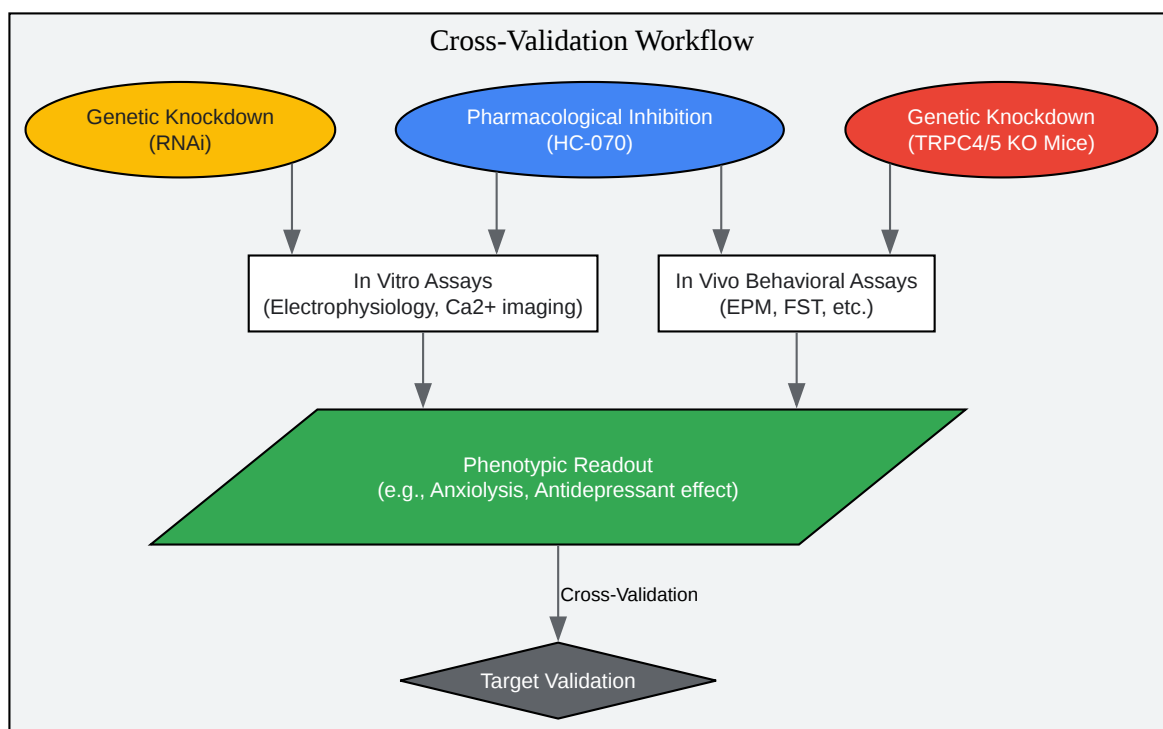 Cross-Validation Workflow
Genetic Knockdown
(RNAi)
Pharmacological Inhibition
(HC-070)
Genetic Knockdown
(TRPC4/5 KO Mice)
In Vitro Assays
(Electrophysiology, Ca2+ imaging)
In Vivo Behavioral Assays
(EPM, FST, etc.)
Phenotypic Readout
(e.g., Anxiolysis, Antidepressant effect)
Cross-Validation
Target Validation